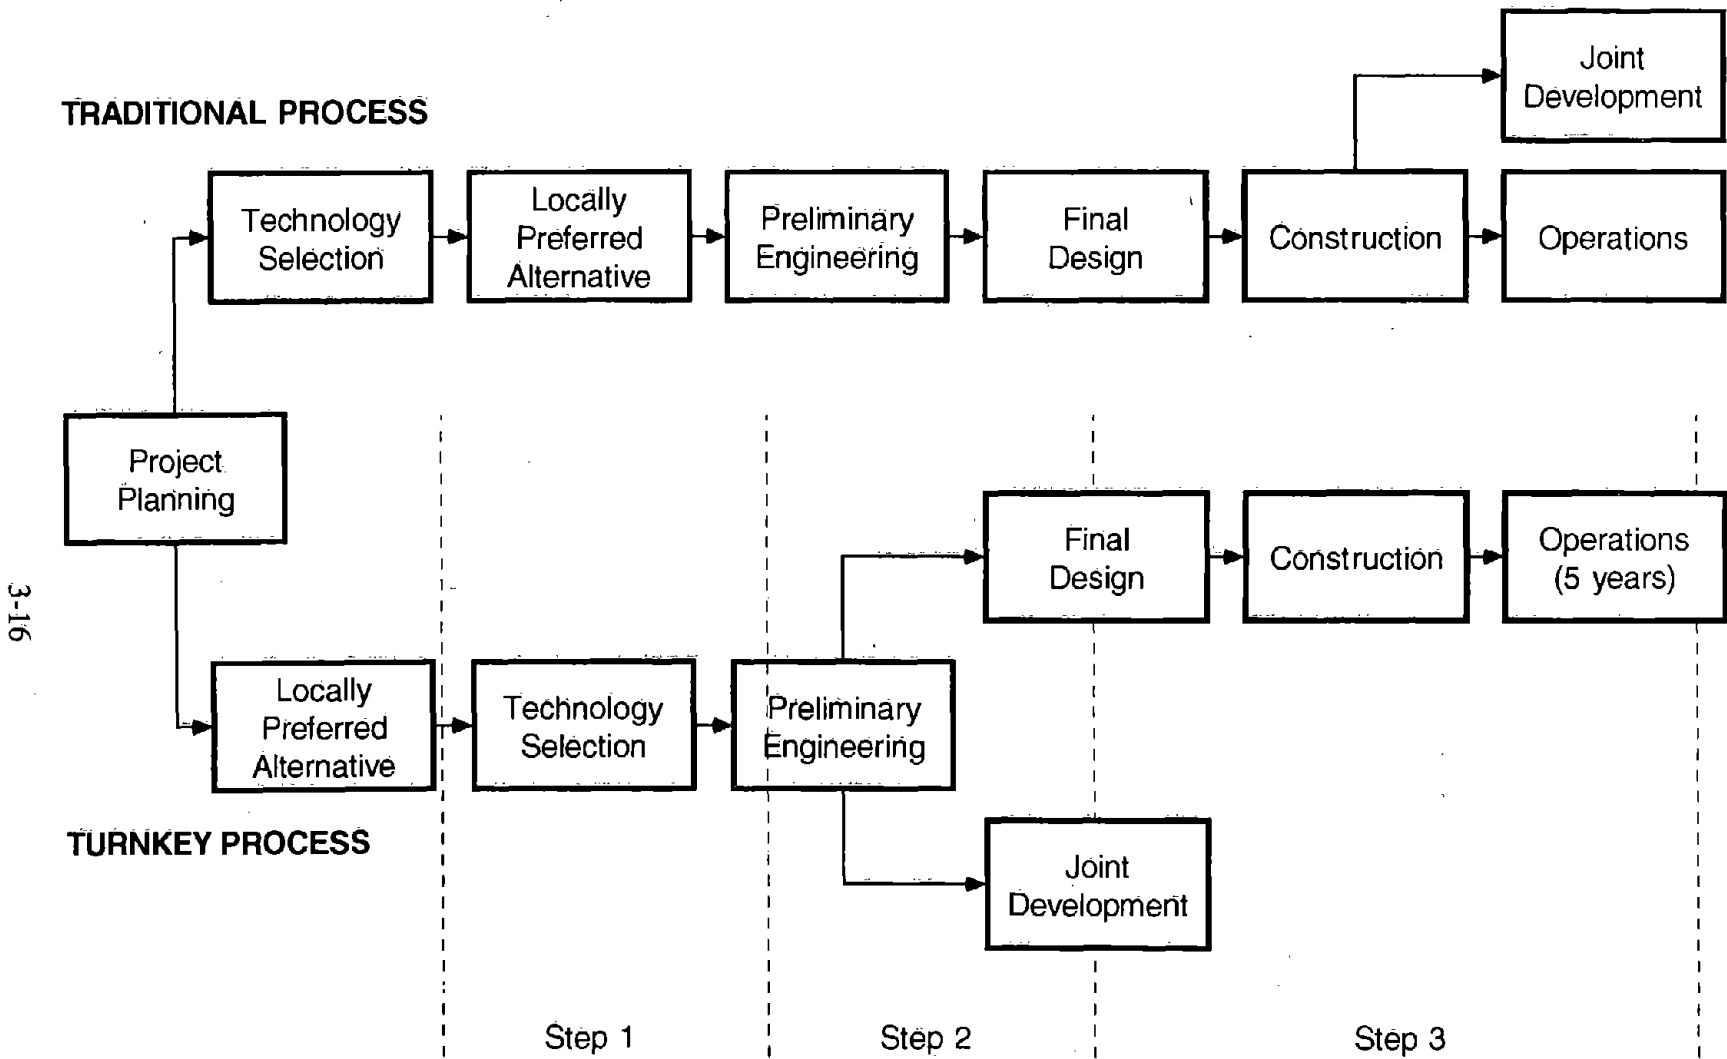 Joint
Development
TRADITIONAL PROCESS
Technology
Selection
Locally
Preferred
Alternative
Preliminary
Engineering
Final
Design
Construction
Operations
Project
Planning
Final
Design
Construction
Operations
(5 years)
3-16
Locally
Preferred
Alternative
Technology
Selection
Preliminary
Engineering
TURNKEY PROCESS
Joint
Development
Step 1
Step 2
Step 3